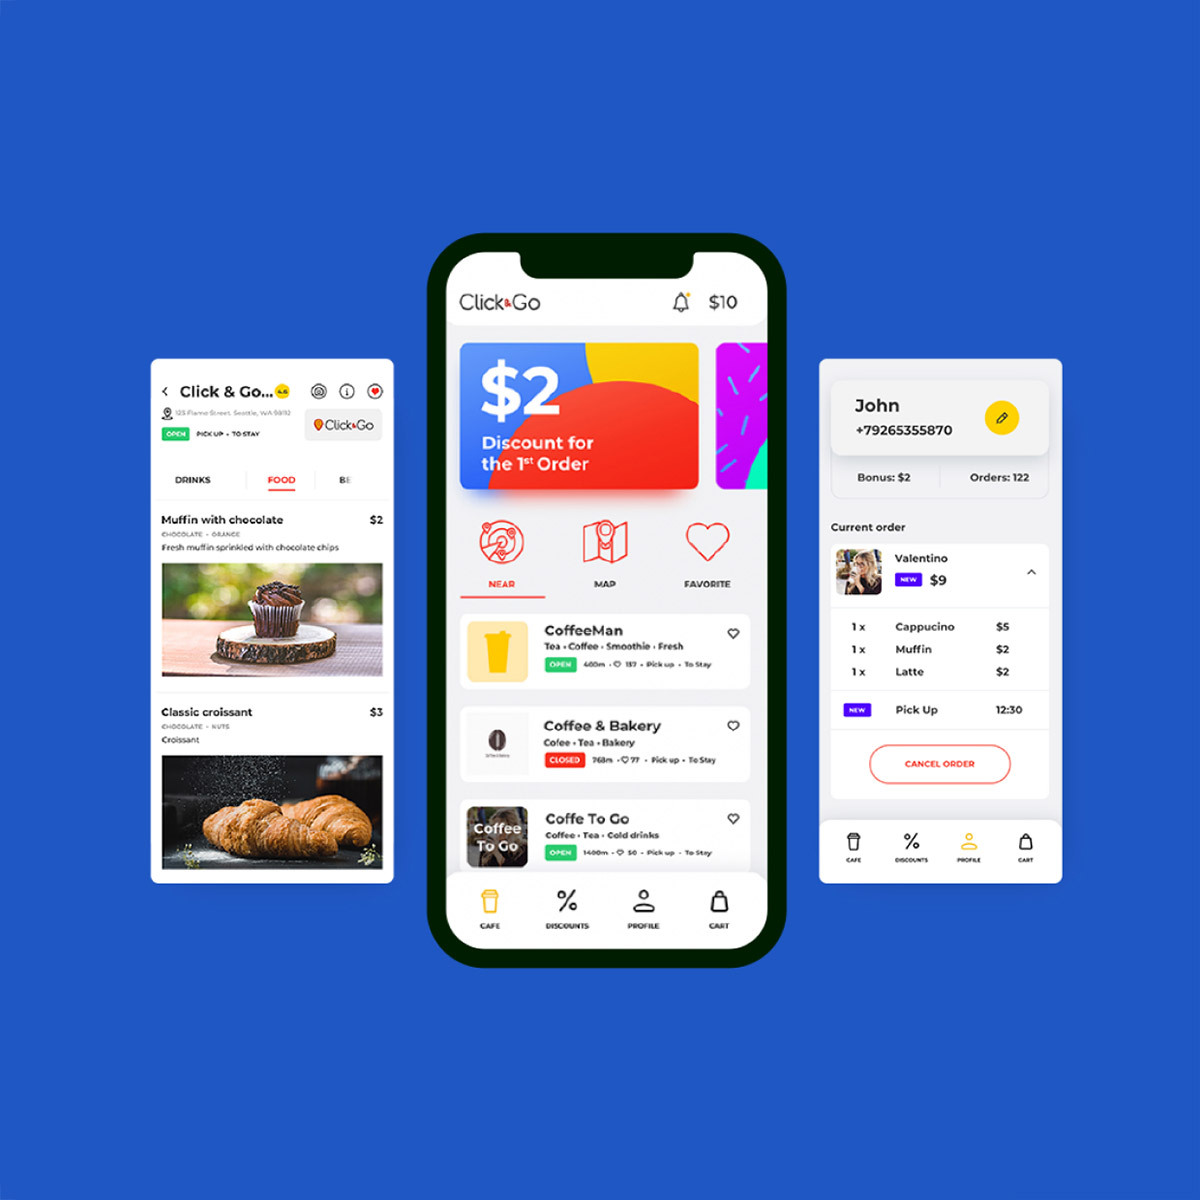 Click & Go... 4.6
123 Flame Street, Seattle, WA 98112
OPEN PICK UP • TO STAY
Click&Go
DRINKS FOOD BE
Muffin with chocolate $2
CHOCOLATE • ORANGE
Fresh muffin sprinkled with chocolate chips
Classic croissant $3
CHOCOLATE • NUTS
Croissant
Click&Go $10
$2
Discount for
the 1st Order
NEAR MAP FAVORITE
CoffeeMan
Tea • Coffee • Smoothie • Fresh
OPEN 400m • 157 • Pick up • To Stay
Coffee & Bakery
Cofee • Tea • Bakery
CLOSED 768m • 77 • Pick up • To Stay
Coffee
To Go
Coffe To Go
Coffee • Tea • Cold drinks
OPEN 1400m • 50 • Pick up • To Stay
CAFE DISCOUNTS PROFILE CART
John
+79265355870
Bonus: $2 Orders: 122
Current order
Valentino
NEW $9
1 x Cappucino $5
1 x Muffin $2
1 x Latte $2
NEW Pick Up 12:30
CANCEL ORDER
CAFE DISCOUNTS PROFILE CART